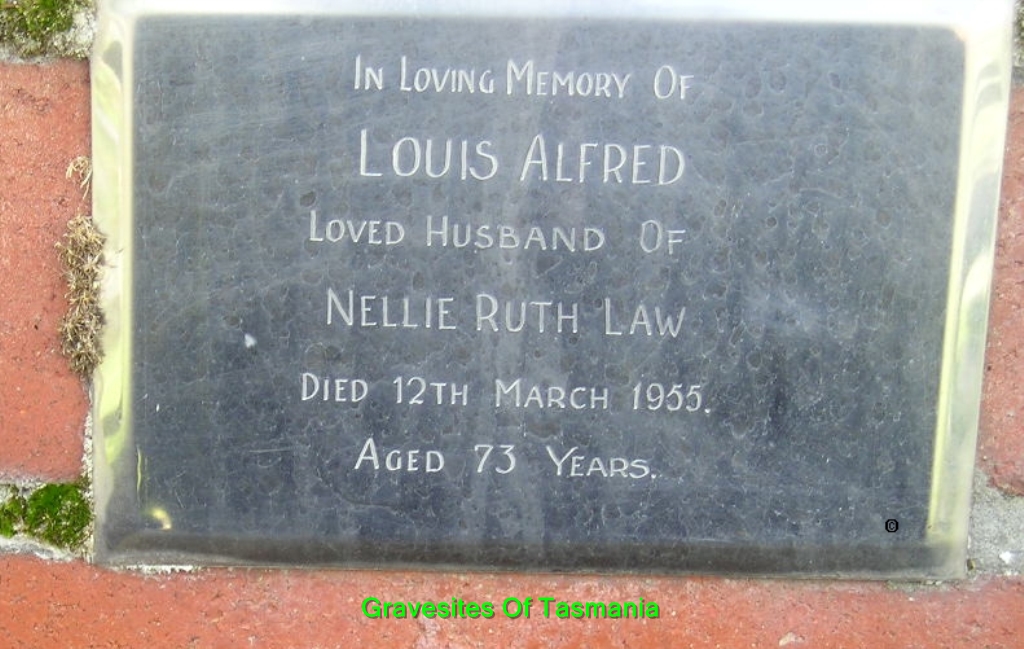 IN LOVING MEMORY OF
LOUIS ALFRED
LOVED HUSBAND OF
NELLIE RUTH LAW
DIED 12TH MARCH 1955.
AGED 73 YEARS.
©
Gravesites Of Tasmania